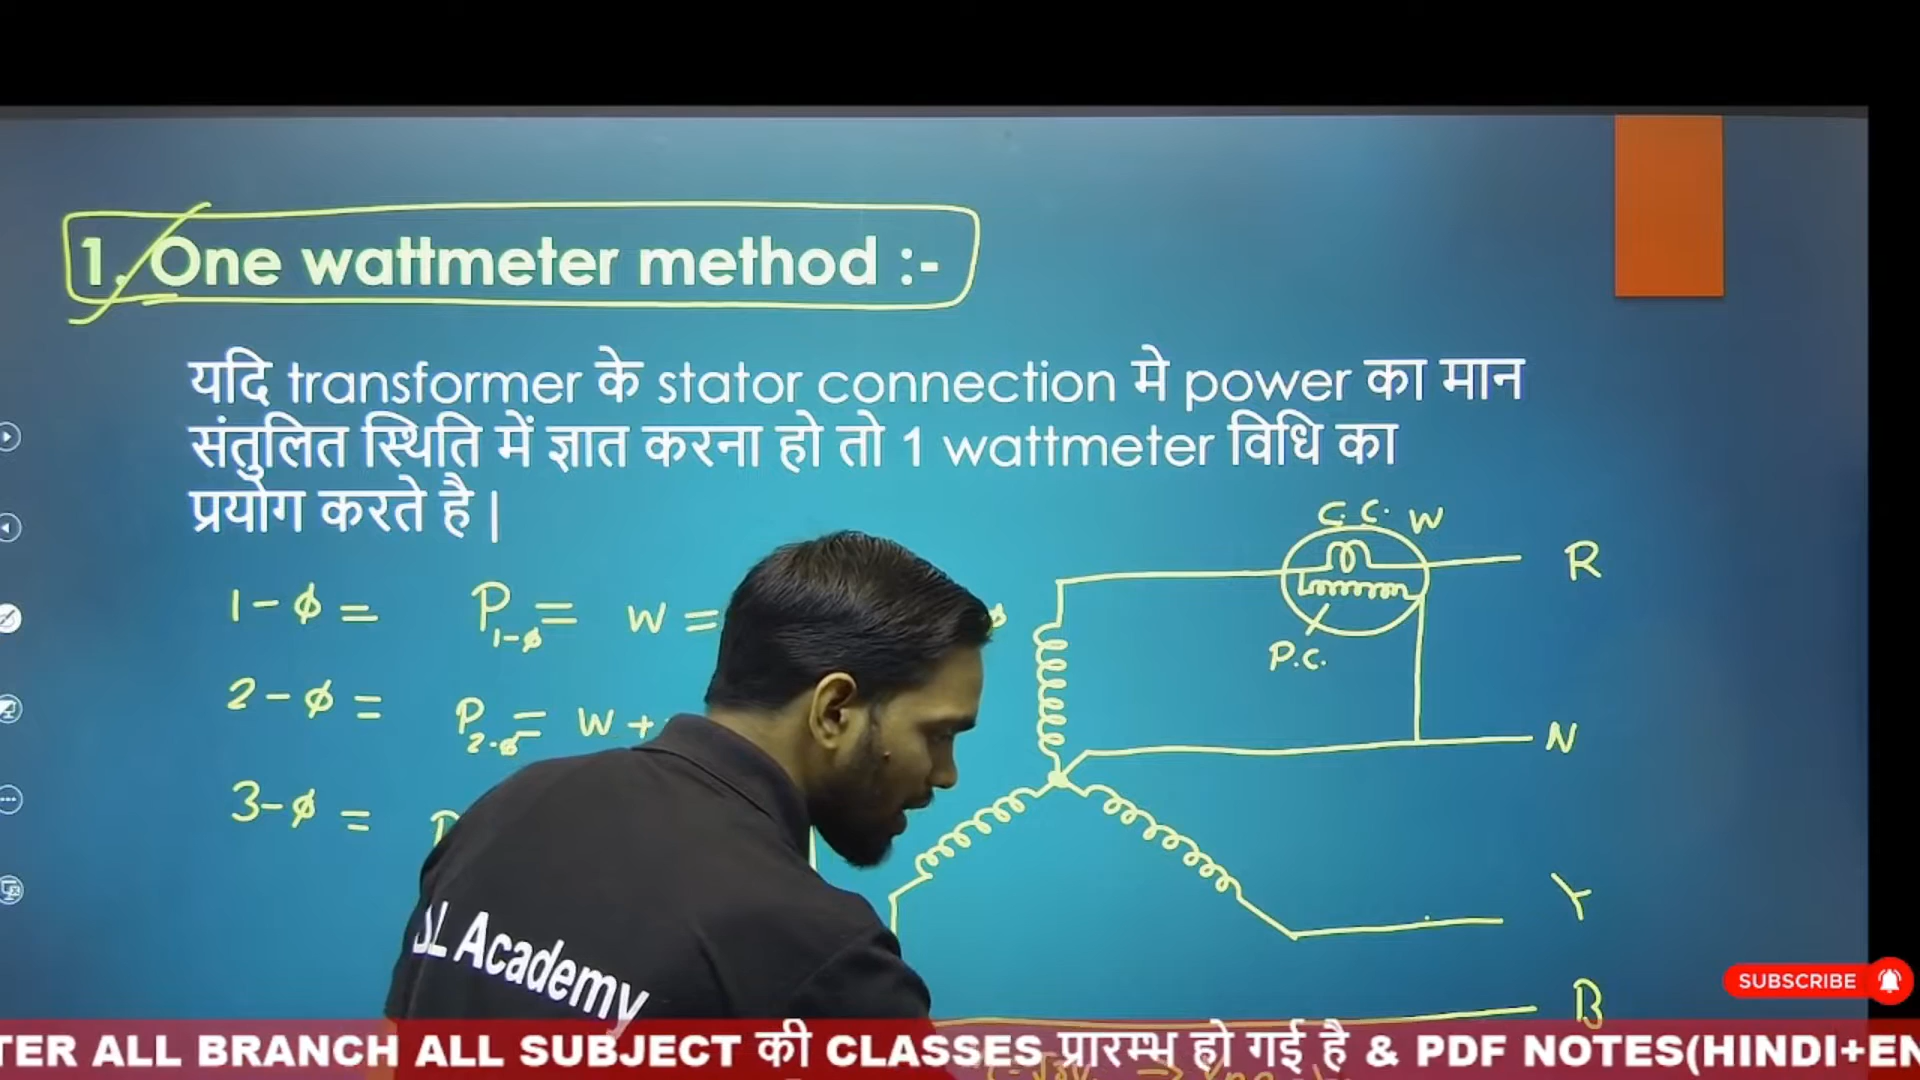 1. One wattmeter method :-
यदि transformer के stator connection मे power का मान
संतुलित स्थिति में ज्ञात करना हो तो 1 wattmeter विधि का
प्रयोग करते है |
C.C. W
R
1-ϕ = P1-ϕ = W =
P.C.
2-ϕ = P2-ϕ = W +
N
3-ϕ =
Y
B
SL Academy
SUBSCRIBE
TER ALL BRANCH ALL SUBJECT की CLASSES प्रारम्भ हो गई है & PDF NOTES(HINDI+EN